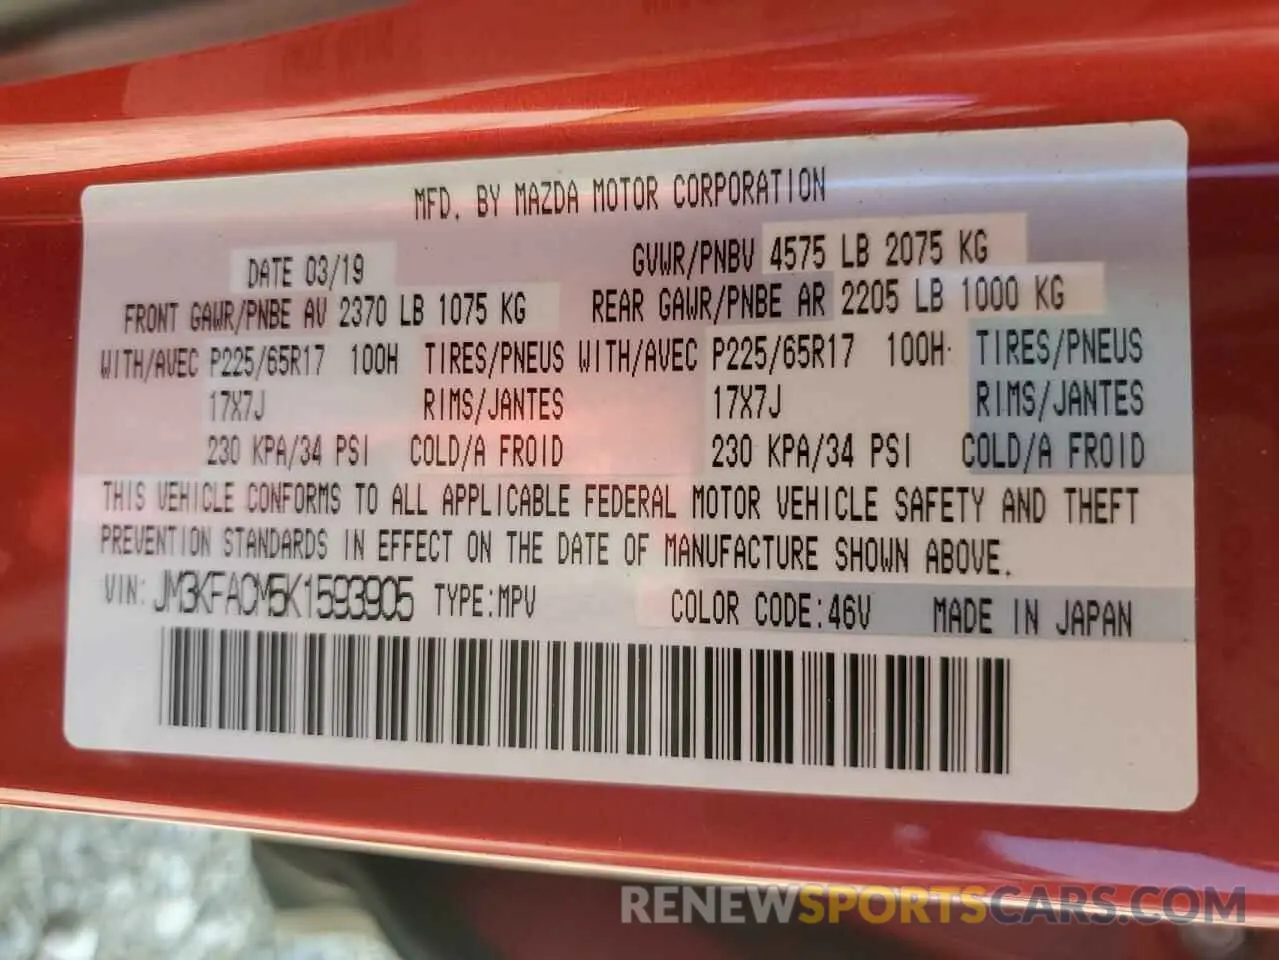 MFD. BY MAZDA MOTOR CORPORATION
DATE 03/19 GVWR/PNBV 4575 LB 2075 KG
FRONT GAWR/PNBE AV 2370 LB 1075 KG REAR GAWR/PNBE AR 2205 LB 1000 KG
WITH/AVEC P225/65R17 100H TIRES/PNEUS WITH/AVEC P225/65R17 100H TIRES/PNEUS
17X7J RIMS/JANTES 17X7J RIMS/JANTES
230 KPA/34 PSI COLD/A FROID 230 KPA/34 PSI COLD/A FROID
THIS VEHICLE CONFORMS TO ALL APPLICABLE FEDERAL MOTOR VEHICLE SAFETY AND THEFT
PREVENTION STANDARDS IN EFFECT ON THE DATE OF MANUFACTURE SHOWN ABOVE.
VIN: JM3KFACM5K1593905 TYPE:MPV COLOR CODE:46V MADE IN JAPAN
RENEWSPORTSCARS.COM